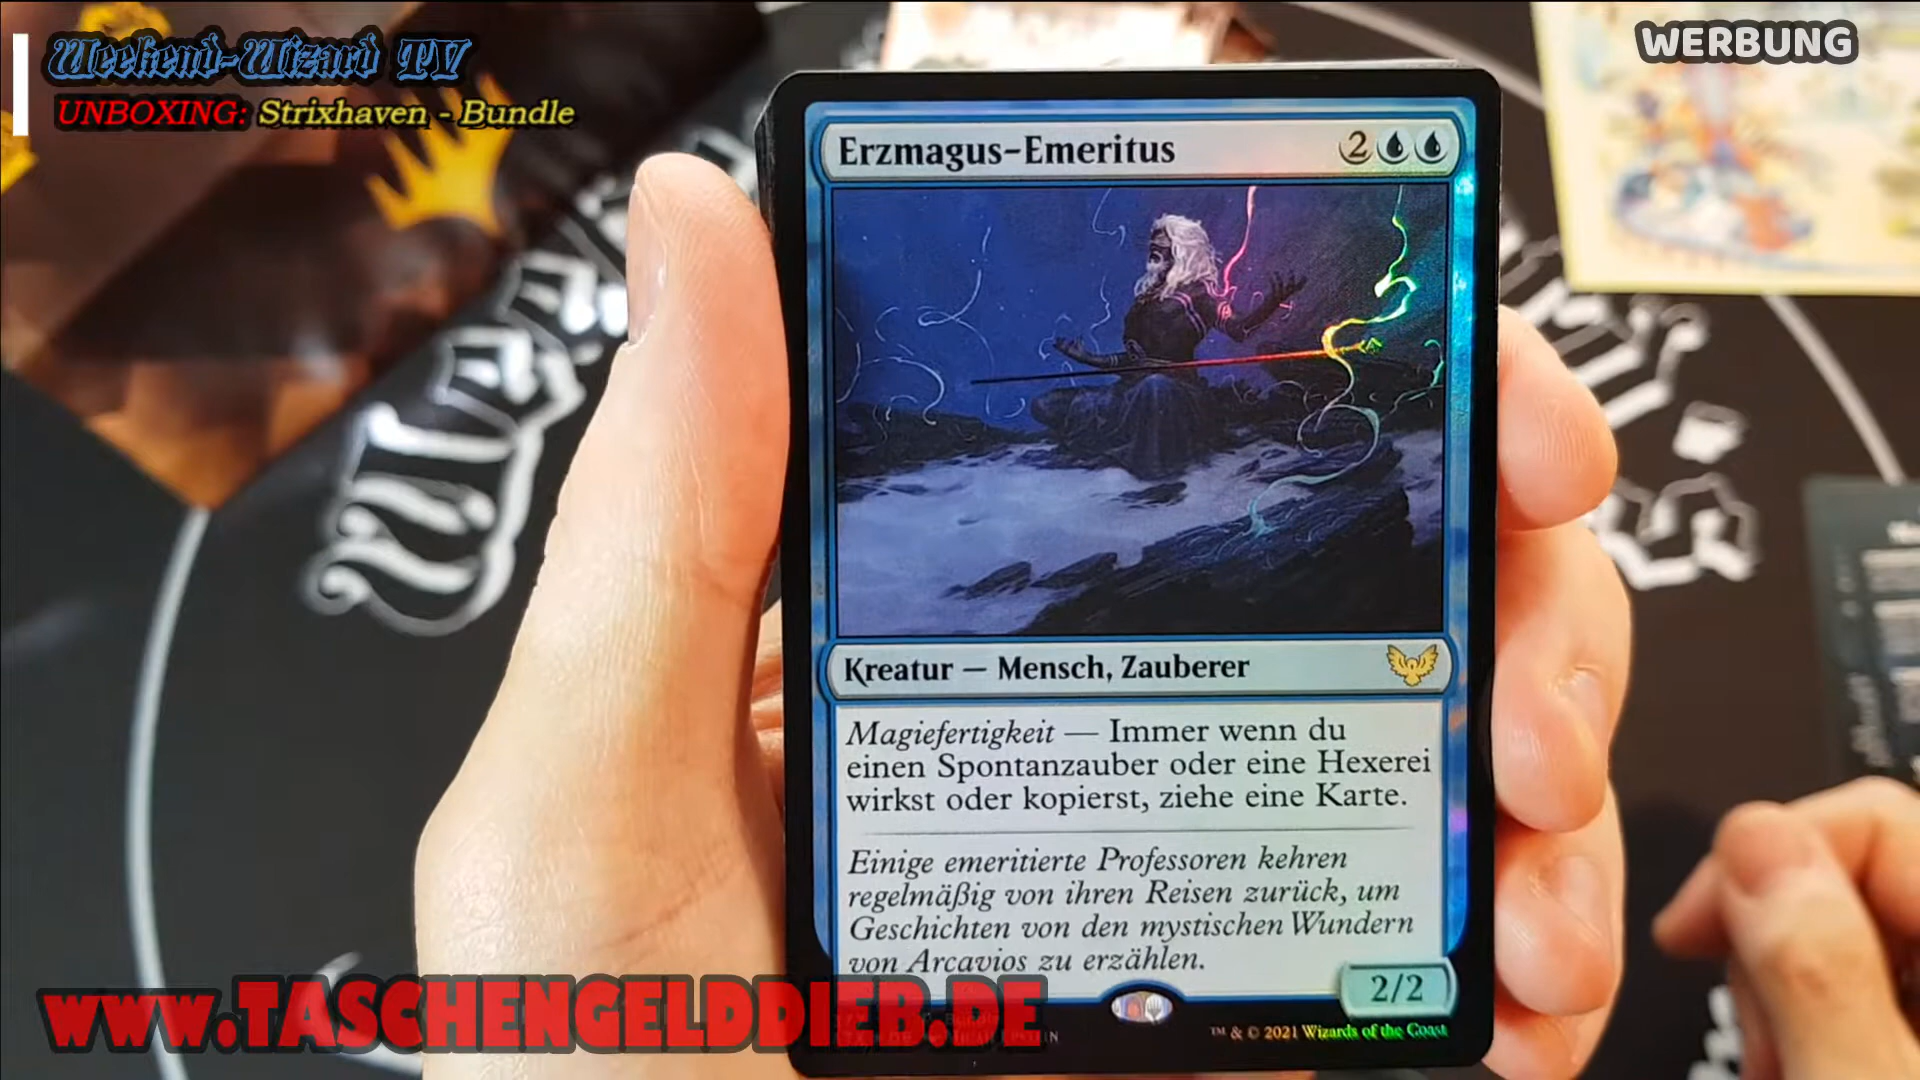 Weekend-Wizard TV
UNBOXING: Strixhaven - Bundle
WERBUNG
Erzmagus-Emeritus
2
Kreatur — Mensch, Zauberer
Magiefertigkeit — Immer wenn du
einen Spontanzauber oder eine Hexerei
wirkst oder kopierst, ziehe eine Karte.
Einige emeritierte Professoren kehren
regelmäßig von ihren Reisen zurück, um
Geschichten von den mystischen Wundern
von Arcavios zu erzählen.
2/2
www.TASCHENGELDDIEB.DE
™ & © 2021 Wizards of the Coast